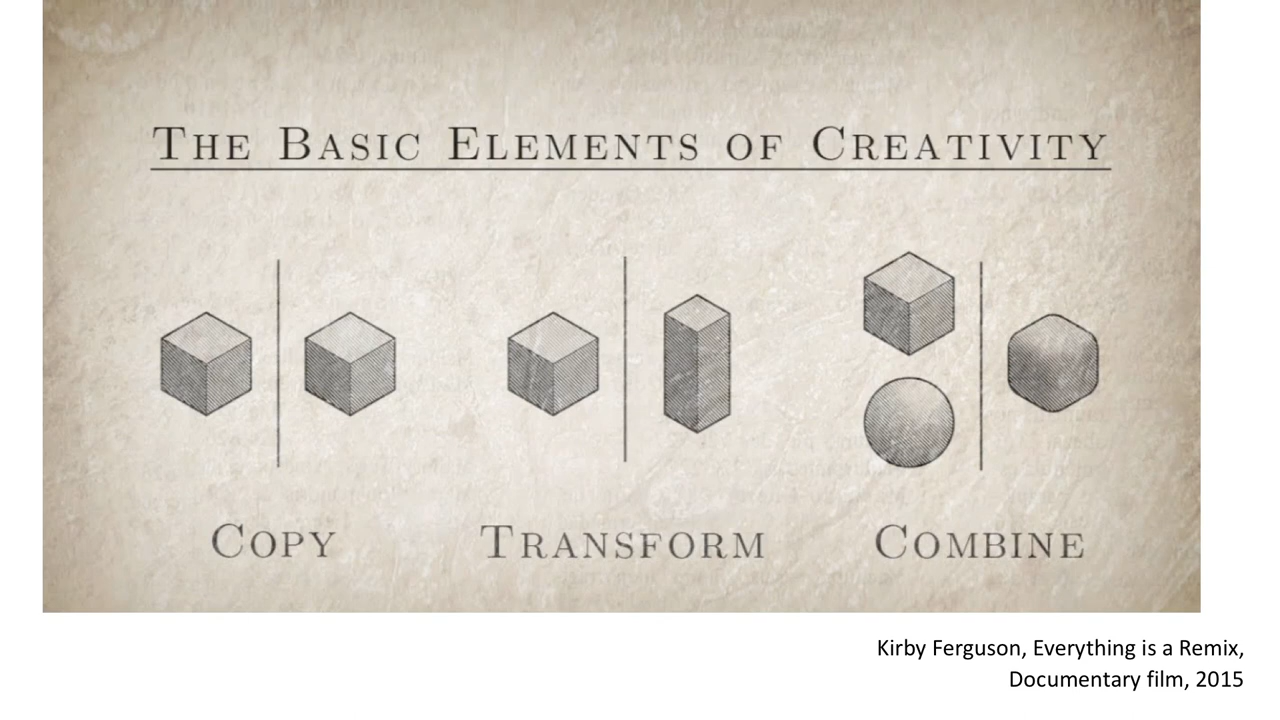 THE BASIC ELEMENTS OF CREATIVITY
COPY
TRANSFORM
COMBINE
Kirby Ferguson, Everything is a Remix,
Documentary film, 2015